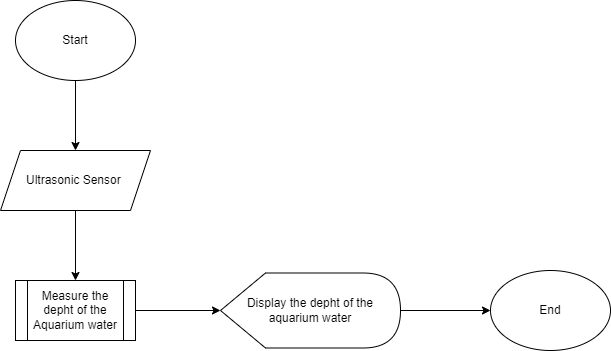 Start
Ultrasonic Sensor
Measure the
depht of the
Aquarium water
Display the depht of the
aquarium water
End